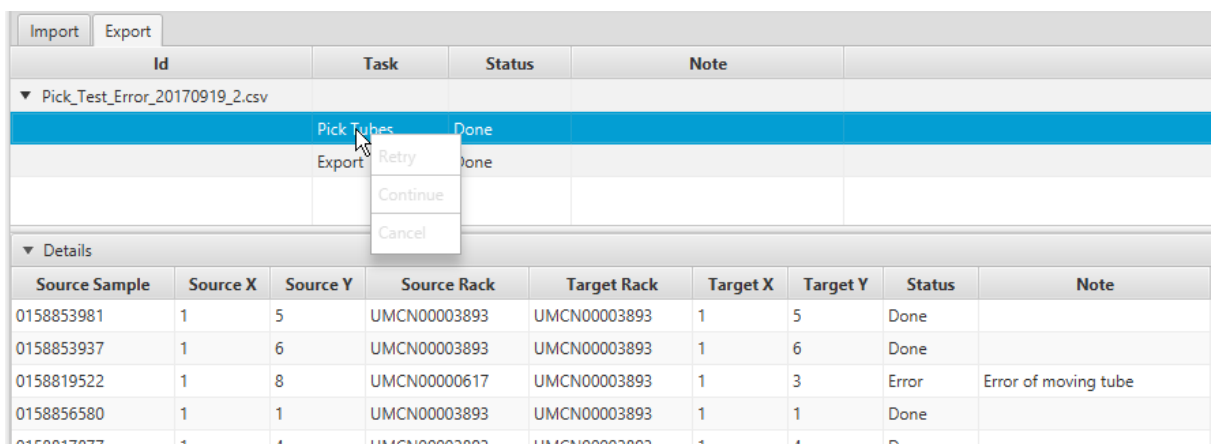 Import Export
Id Task Status Note
Pick_Test_Error_20170919_2.csv
Pick Tubes Done
Export Done
Retry
Continue
Cancel
Details
Source Sample Source X Source Y Source Rack Target Rack Target X Target Y Status Note
0158853981 1 5 UMCN00003893 UMCN00003893 1 5 Done
0158853937 1 6 UMCN00003893 UMCN00003893 1 6 Done
0158819522 1 8 UMCN00000617 UMCN00003893 1 3 Error Error of moving tube
0158856580 1 1 UMCN00003893 UMCN00003893 1 1 Done